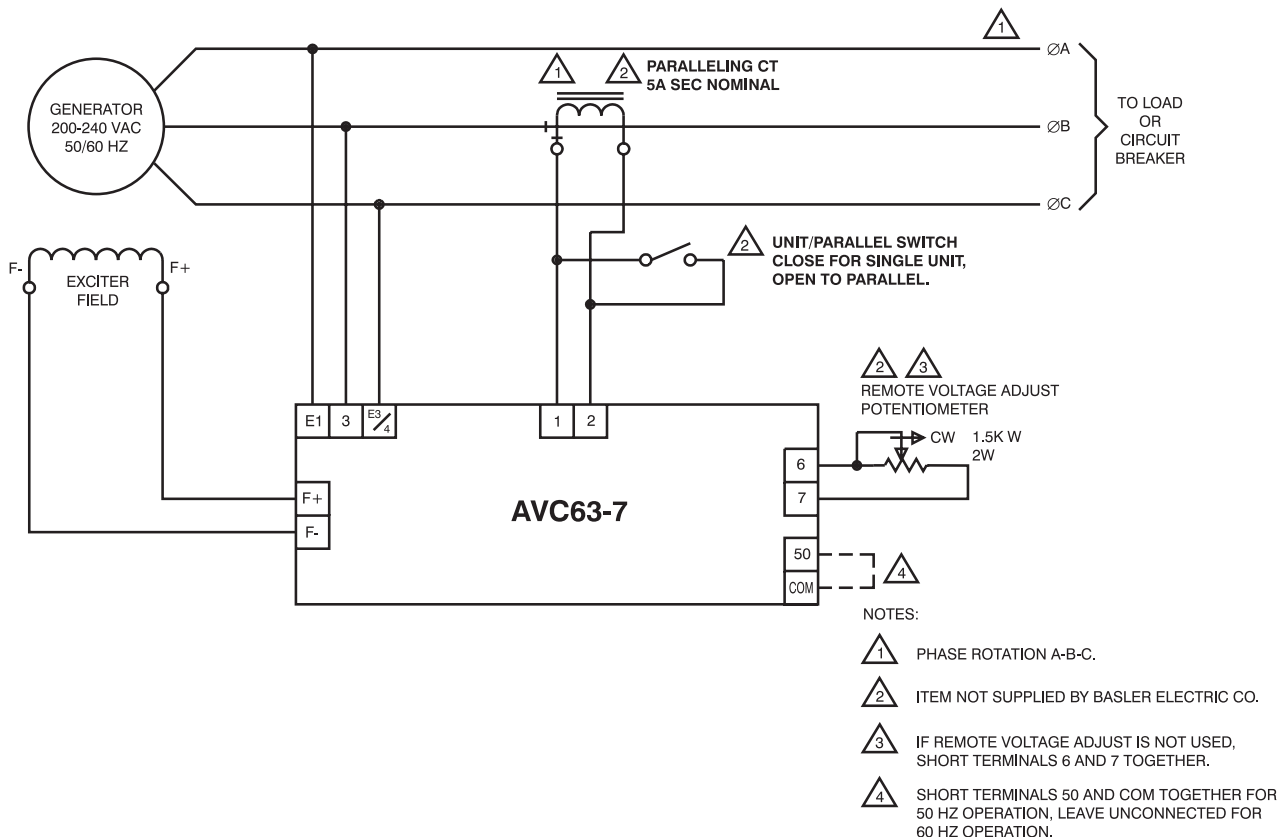 1
ØA
1
2
PARALLELING CT
5A SEC NOMINAL
GENERATOR
200-240 VAC
50/60 HZ
TO LOAD
OR
CIRCUIT
BREAKER
ØB
ØC
2
UNIT/PARALLEL SWITCH
CLOSE FOR SINGLE UNIT,
OPEN TO PARALLEL.
F-
F+
EXCITER
FIELD
2
3
REMOTE VOLTAGE ADJUST
POTENTIOMETER
CW
1.5K W
2W
E1
3
E3/4
1
2
6
7
F+
F-
AVC63-7
50
COM
4
NOTES:
1 PHASE ROTATION A-B-C.
2 ITEM NOT SUPPLIED BY BASLER ELECTRIC CO.
3 IF REMOTE VOLTAGE ADJUST IS NOT USED,
SHORT TERMINALS 6 AND 7 TOGETHER.
4 SHORT TERMINALS 50 AND COM TOGETHER FOR
50 HZ OPERATION, LEAVE UNCONNECTED FOR
60 HZ OPERATION.